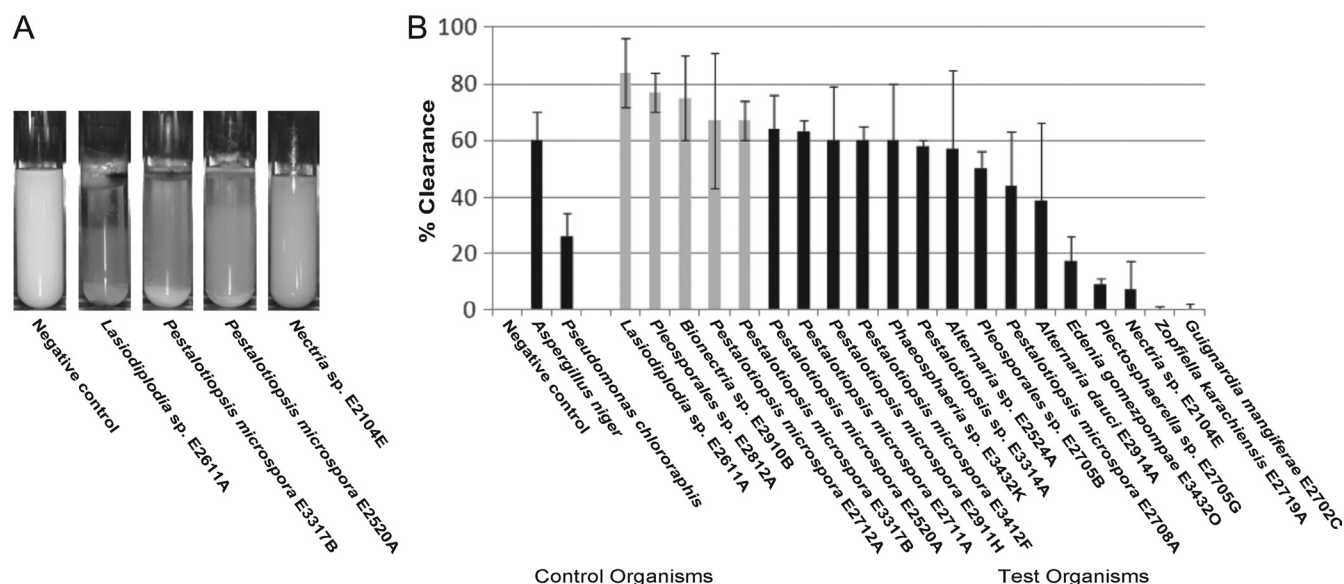 A
Negative control
Lasiodiplodia sp. E2611A
Pestalotiopsis microspora E3317B
Pestalotiopsis microspora E2520A
Nectria sp. E2104E
B
% Clearance
100
80
60
40
20
0
Negative control
Aspergillus niger
Pseudomonas chlororaphis
Lasiodiplodia sp. E2611A
Pleosporales sp. E2812A
Bionectria sp. E2910B
Pestalotiopsis microspora E2712A
Pestalotiopsis microspora E3317B
Pestalotiopsis microspora E2520A
Pestalotiopsis microspora E2711A
Pestalotiopsis microspora E2911H
Pestalotiopsis microspora E3412F
Phaeosphaeria sp. E3432K
Pestalotiopsis sp. E3314A
Alternaria sp. E2524A
Pleosporales sp. E2705B
Pestalotiopsis microspora E2708A
Alternaria dauci E2914A
Edenia gomezpompae E3432O
Plectosphaerella sp. E2705G
Nectria sp. E2104E
Zopfiella karachiensis E2719A
Guignardia mangiferae E2702C
Control Organisms
Test Organisms